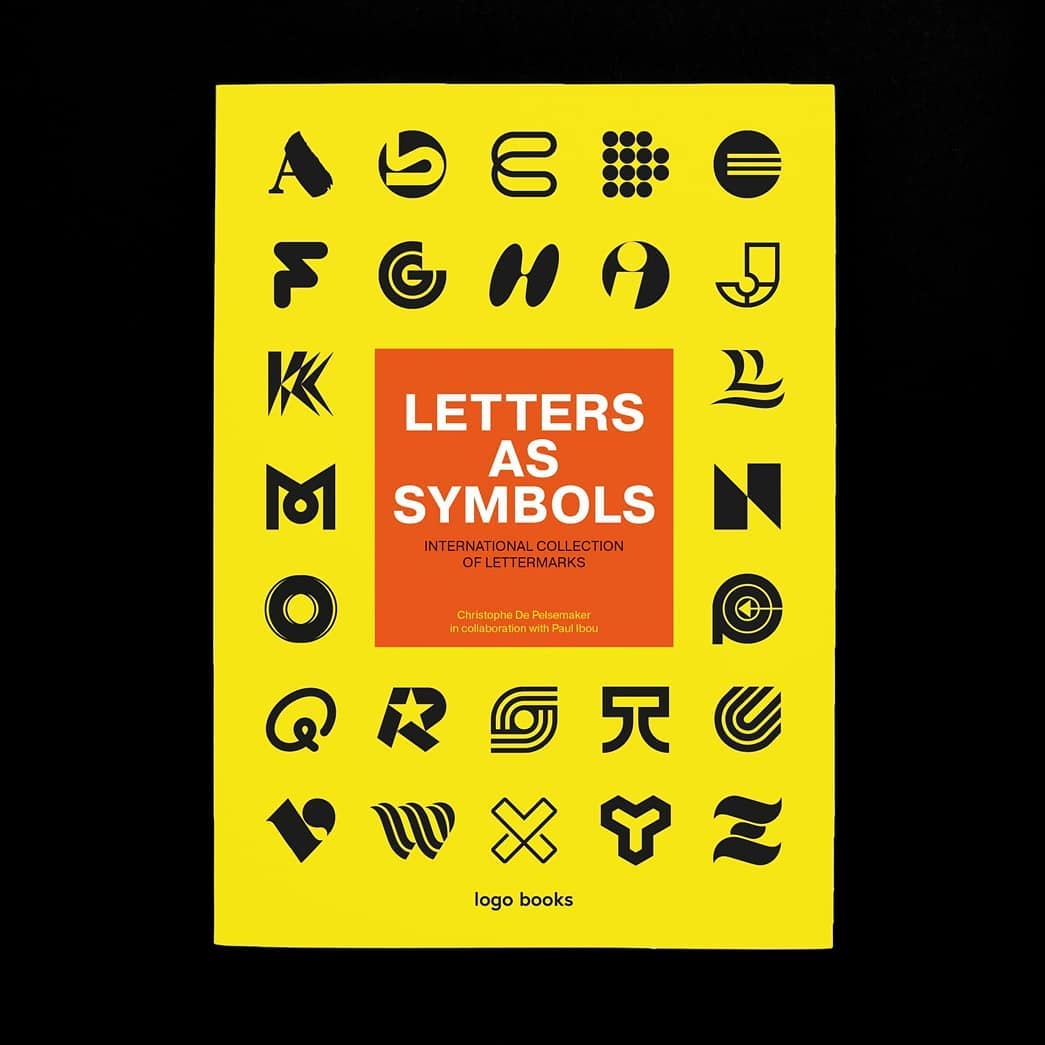 A B C D E
F G H I J
K L
LETTERS
AS
SYMBOLS
M N
INTERNATIONAL COLLECTION
OF LETTERMARKS
O P
Christophe De Pelsemaker
in collaboration with Paul Ibou
Q R S T U
V W X Y Z
logo books